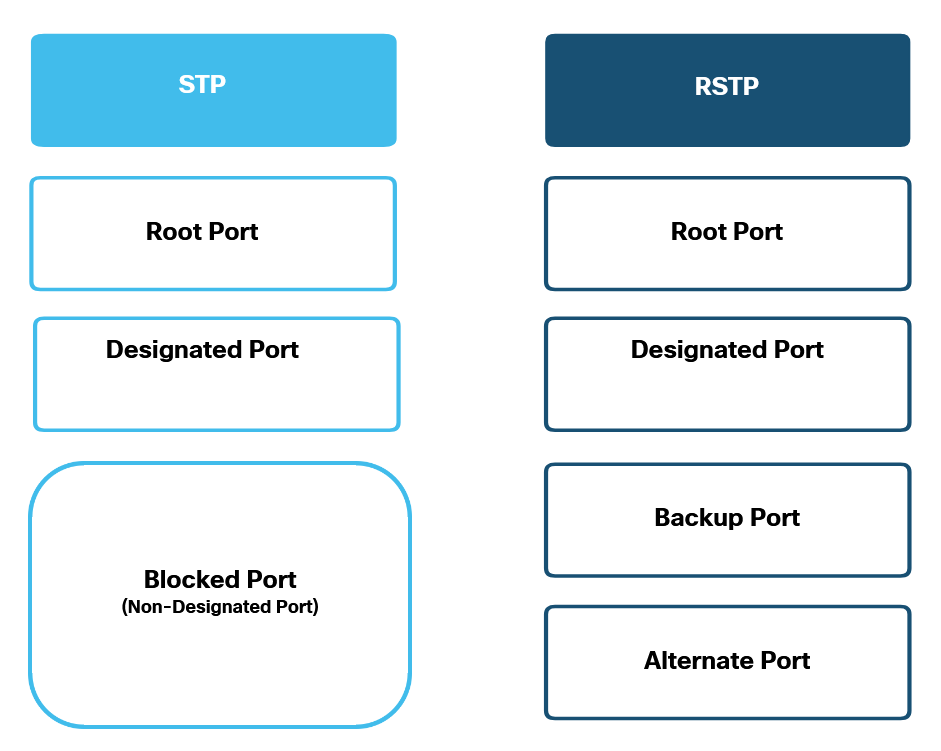 STP
RSTP
Root Port
Root Port
Designated Port
Designated Port
Blocked Port
(Non-Designated Port)
Backup Port
Alternate Port